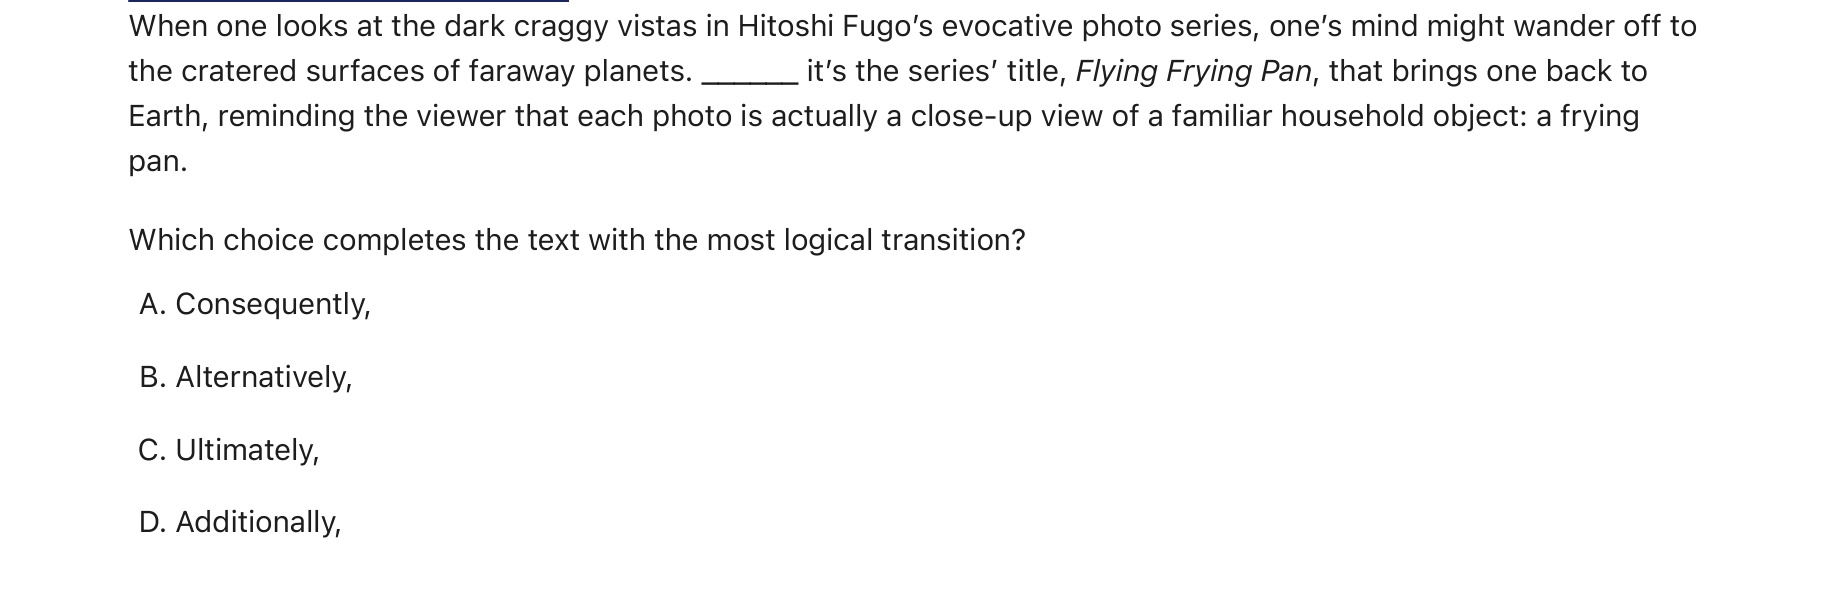 When one looks at the dark craggy vistas in Hitoshi Fugo’s evocative photo series, one’s mind might wander off to
the cratered surfaces of faraway planets. ______ it’s the series’ title, Flying Frying Pan, that brings one back to
Earth, reminding the viewer that each photo is actually a close-up view of a familiar household object: a frying
pan.
Which choice completes the text with the most logical transition?
A. Consequently,
B. Alternatively,
C. Ultimately,
D. Additionally,